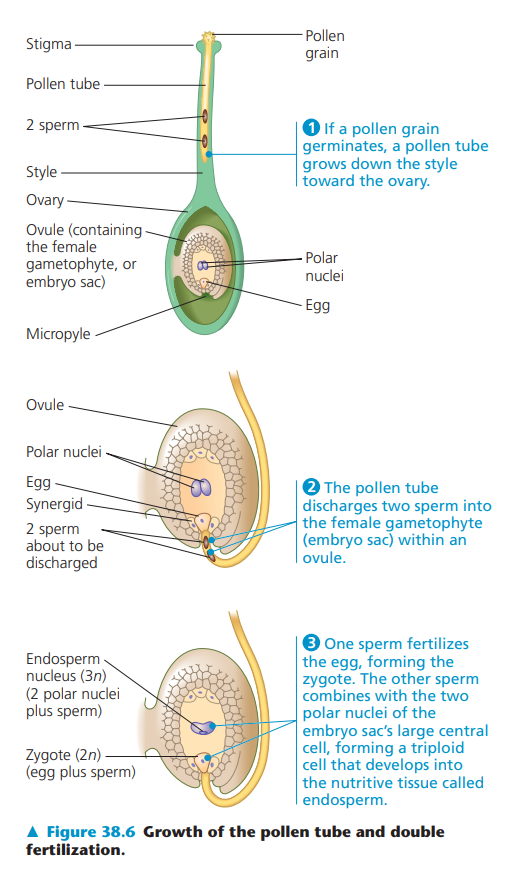 Stigma
Pollen
grain
Pollen tube
2 sperm
1 If a pollen grain
germinates, a pollen tube
grows down the style
toward the ovary.
Style
Ovary
Ovule (containing
the female
gametophyte, or
embryo sac)
Polar
nuclei
Egg
Micropyle
Ovule
Polar nuclei
Egg
Synergid
2 sperm
about to be
discharged
2 The pollen tube
discharges two sperm into
the female gametophyte
(embryo sac) within an
ovule.
Endosperm
nucleus (3n)
(2 polar nuclei
plus sperm)
Zygote (2n)
(egg plus sperm)
3 One sperm fertilizes
the egg, forming the
zygote. The other sperm
combines with the two
polar nuclei of the
embryo sac's large central
cell, forming a triploid
cell that develops into
the nutritive tissue called
endosperm.
▲ Figure 38.6 Growth of the pollen tube and double
fertilization.